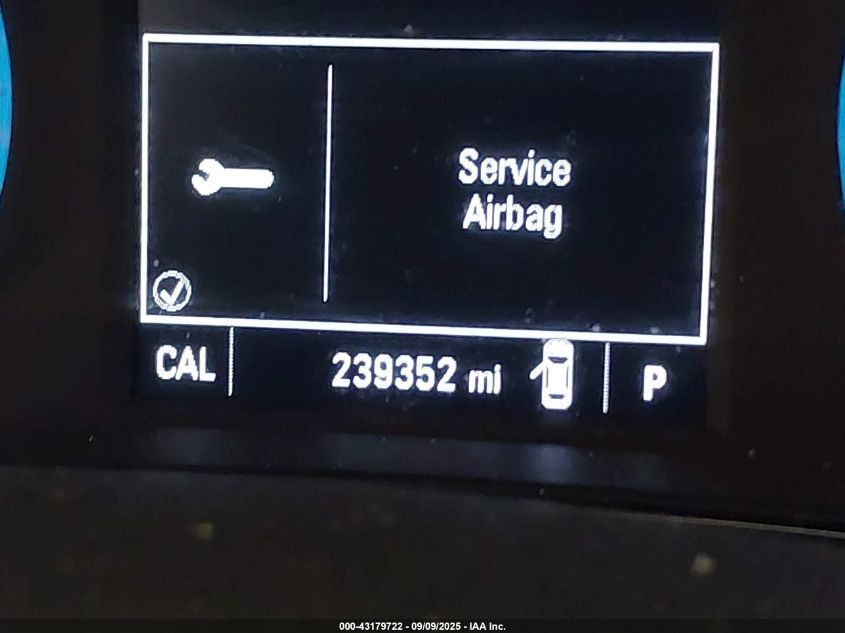 Service
Airbag
CAL 239352 mi P
000-43179722 - 09/09/2025 - IAA Inc.